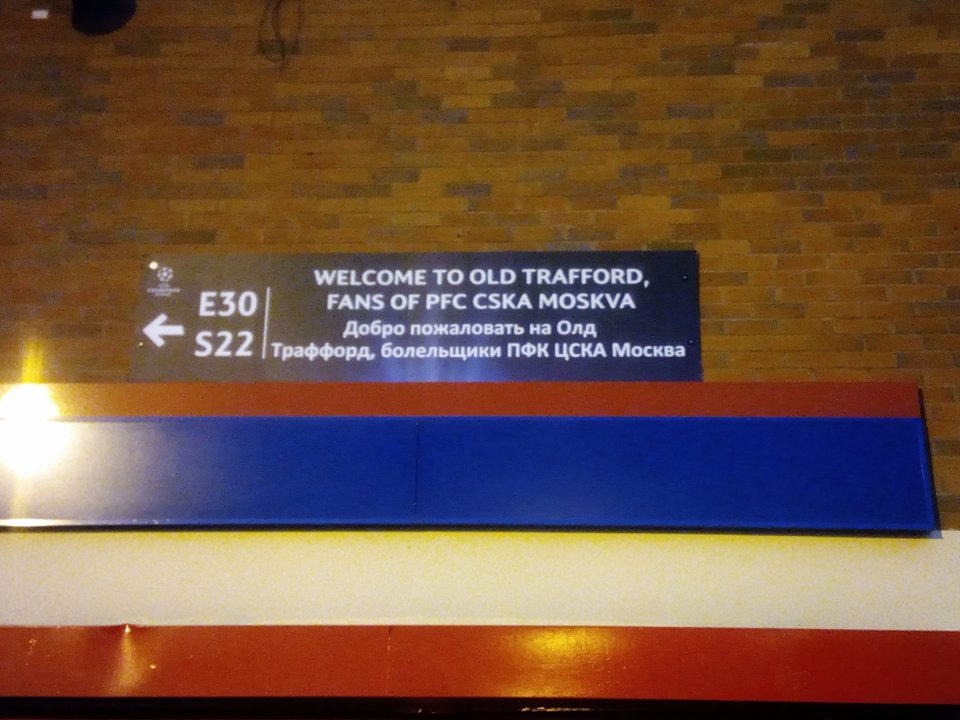 WELCOME TO OLD TRAFFORD,
FANS OF PFC CSKA MOSKVA
Добро пожаловать на Олд
Траффорд, болельщики ПФК ЦСКА Москва
E30
S22